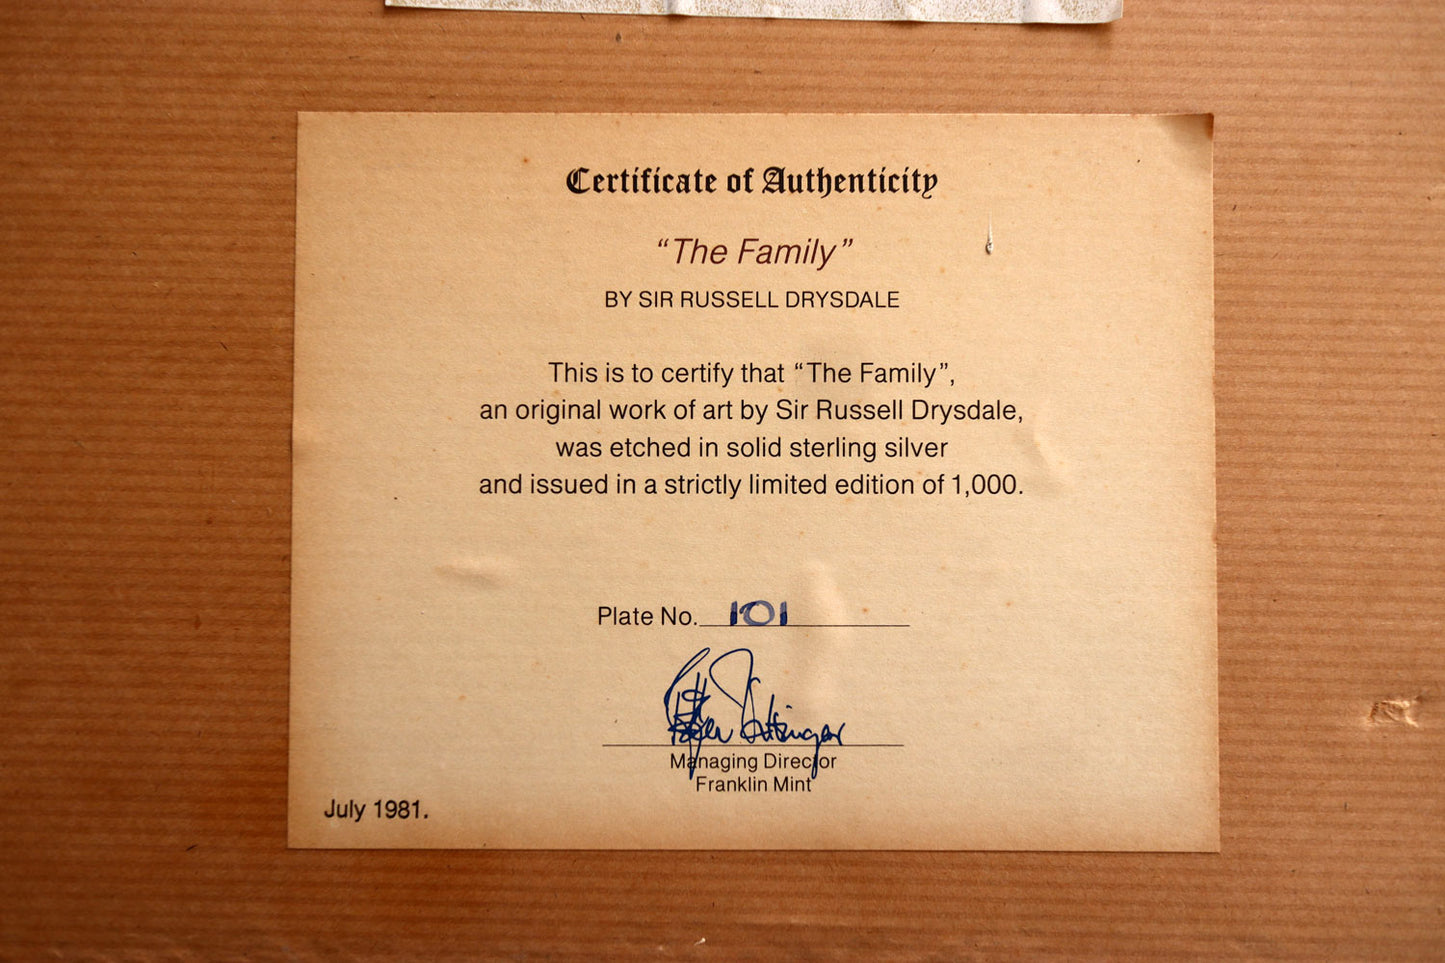 Certificate of Authenticity
“The Family”
BY SIR RUSSELL DRYSDALE
This is to certify that “The Family”,
an original work of art by Sir Russell Drysdale,
was etched in solid sterling silver
and issued in a strictly limited edition of 1,000.
Plate No. 101
Managing Director
Franklin Mint
July 1981.